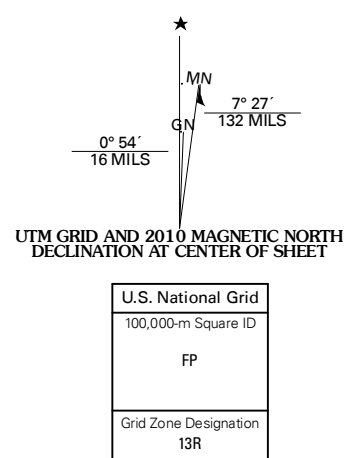 ★
MN
GN
7° 27´
132 MILS
0° 54´
16 MILS
UTM GRID AND 2010 MAGNETIC NORTH
DECLINATION AT CENTER OF SHEET
U.S. National Grid
100,000-m Square ID
FP
Grid Zone Designation
13R